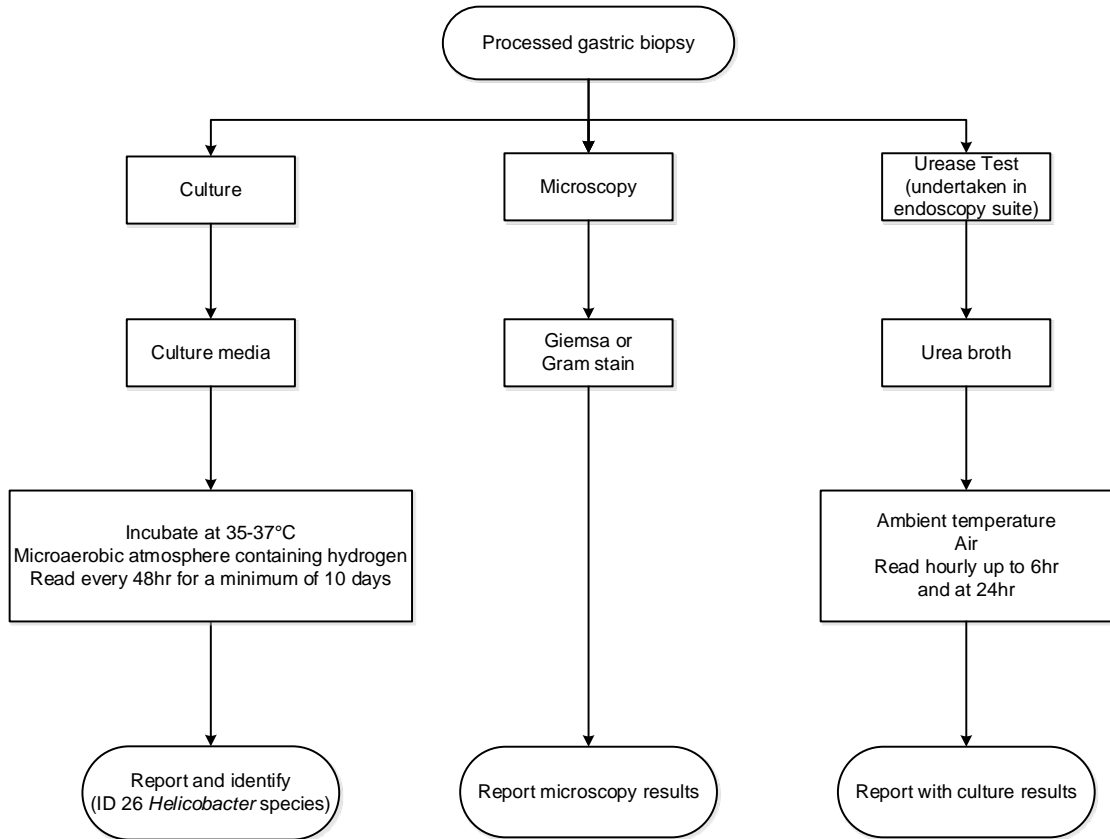 Processed gastric biopsy
Culture
Microscopy
Urease Test
(undertaken in
endoscopy suite)
Culture media
Giemsa or
Gram stain
Urea broth
Incubate at 35-37°C
Microaerobic atmosphere containing hydrogen
Read every 48hr for a minimum of 10 days
Ambient temperature
Air
Read hourly up to 6hr
and at 24hr
Report and identify
(ID 26 Helicobacter species)
Report microscopy results
Report with culture results